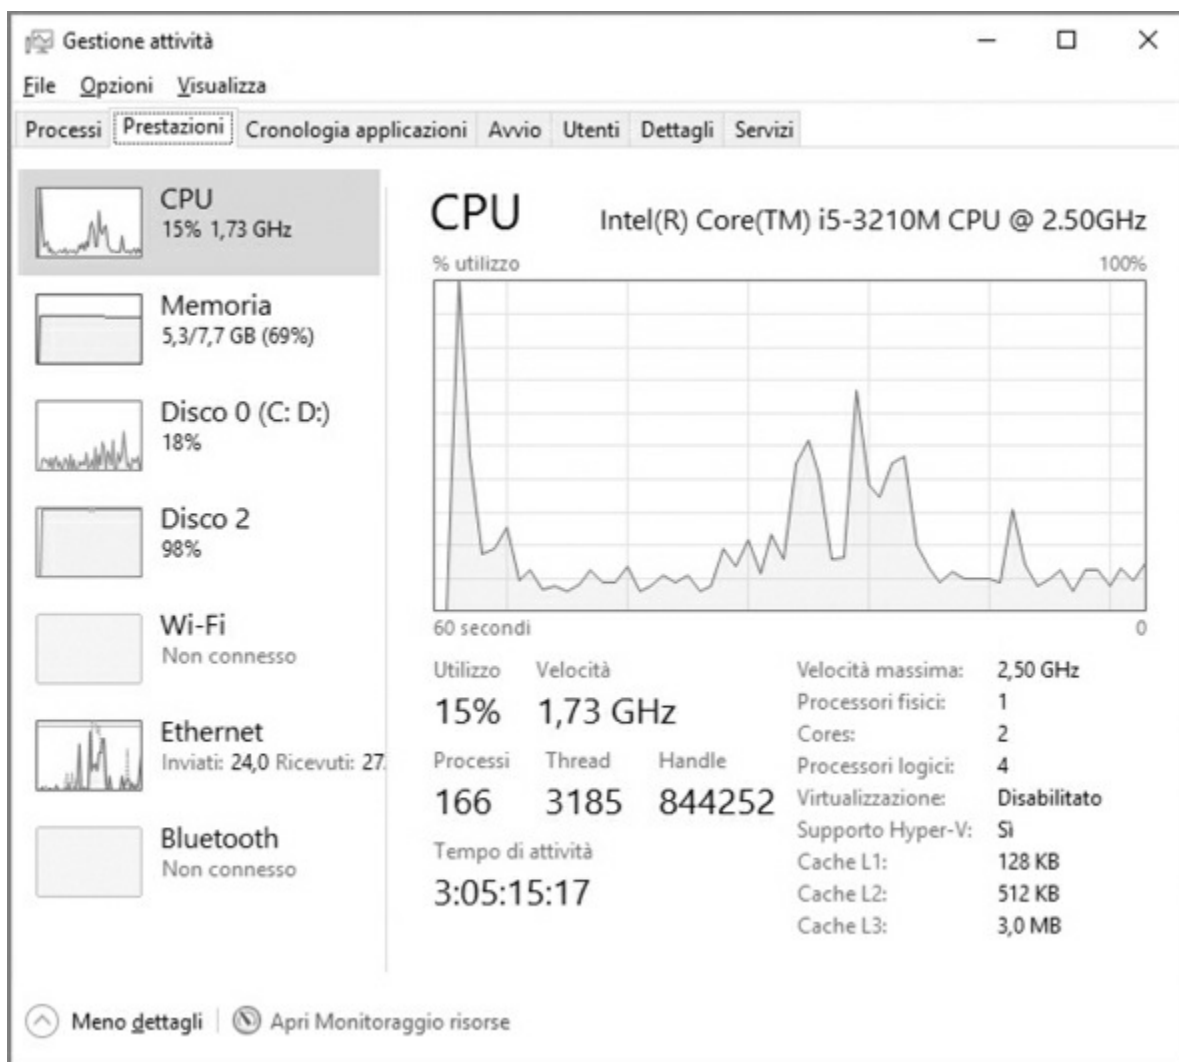 Gestione attività
File Opzioni Visualizza
Processi Prestazioni Cronologia applicazioni Avvio Utenti Dettagli Servizi
CPU
15% 1,73 GHz
Memoria
5,3/7,7 GB (69%)
Disco 0 (C: D:)
18%
Disco 2
98%
Wi-Fi
Non connesso
Ethernet
Inviati: 24,0 Ricevuti: 27
Bluetooth
Non connesso
CPU Intel(R) Core(TM) i5-3210M CPU @ 2.50GHz
% utilizzo 100%
60 secondi 0
Utilizzo Velocità
15% 1,73 GHz
Processi Thread Handle
166 3185 844252
Tempo di attività
3:05:15:17
Velocità massima: 2,50 GHz
Processori fisici: 1
Cores: 2
Processori logici: 4
Virtualizzazione: Disabilitato
Supporto Hyper-V: Sì
Cache L1: 128 KB
Cache L2: 512 KB
Cache L3: 3,0 MB
Meno dettagli Apri Monitoraggio risorse